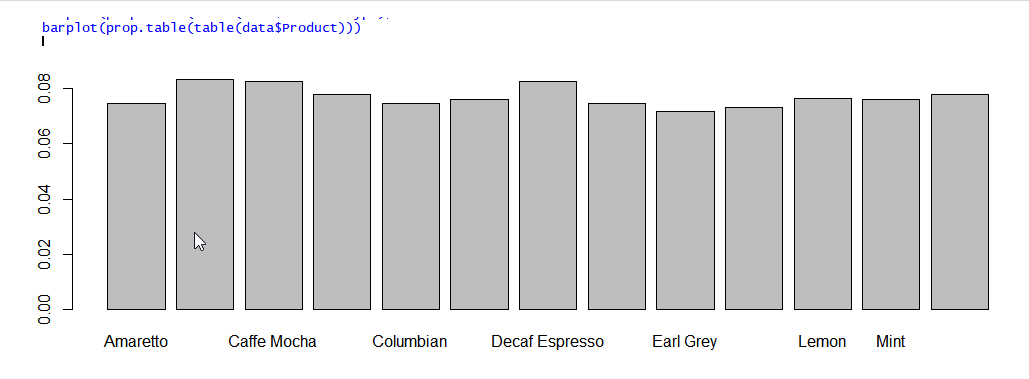 barplot(prop.table(table(data$Product)))
0.08
0.06
0.04
0.02
0.00
Amaretto Caffe Mocha Columbian Decaf Espresso Earl Grey Lemon Mint